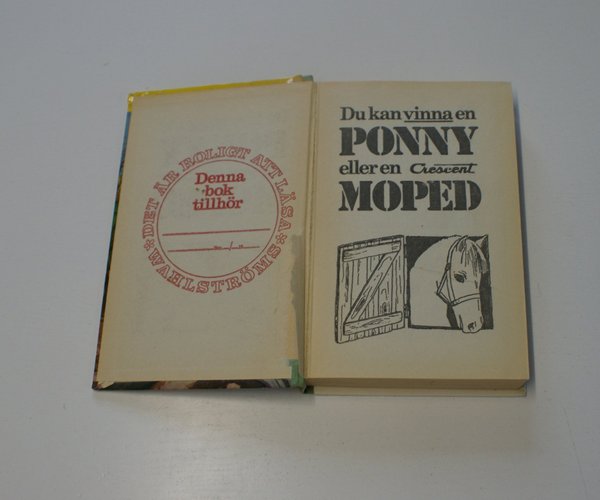 DET ÄR ROLIGT ATT LÄSA
Denna
bok
tillhör
WAHLSTRÖMS
Du kan vinna en
PONNY
eller en Crescent
MOPED